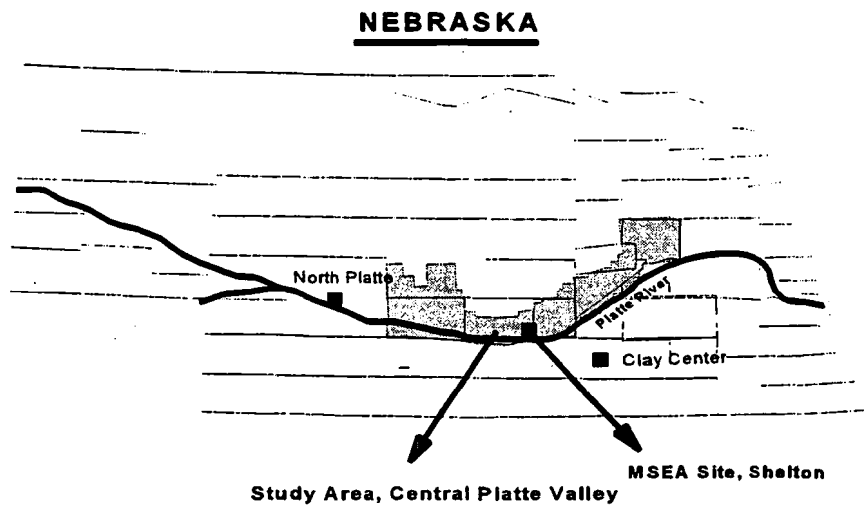 NEBRASKA
North Platte
Platte River
Clay Center
MSEA Site, Shelton
Study Area, Central Platte Valley